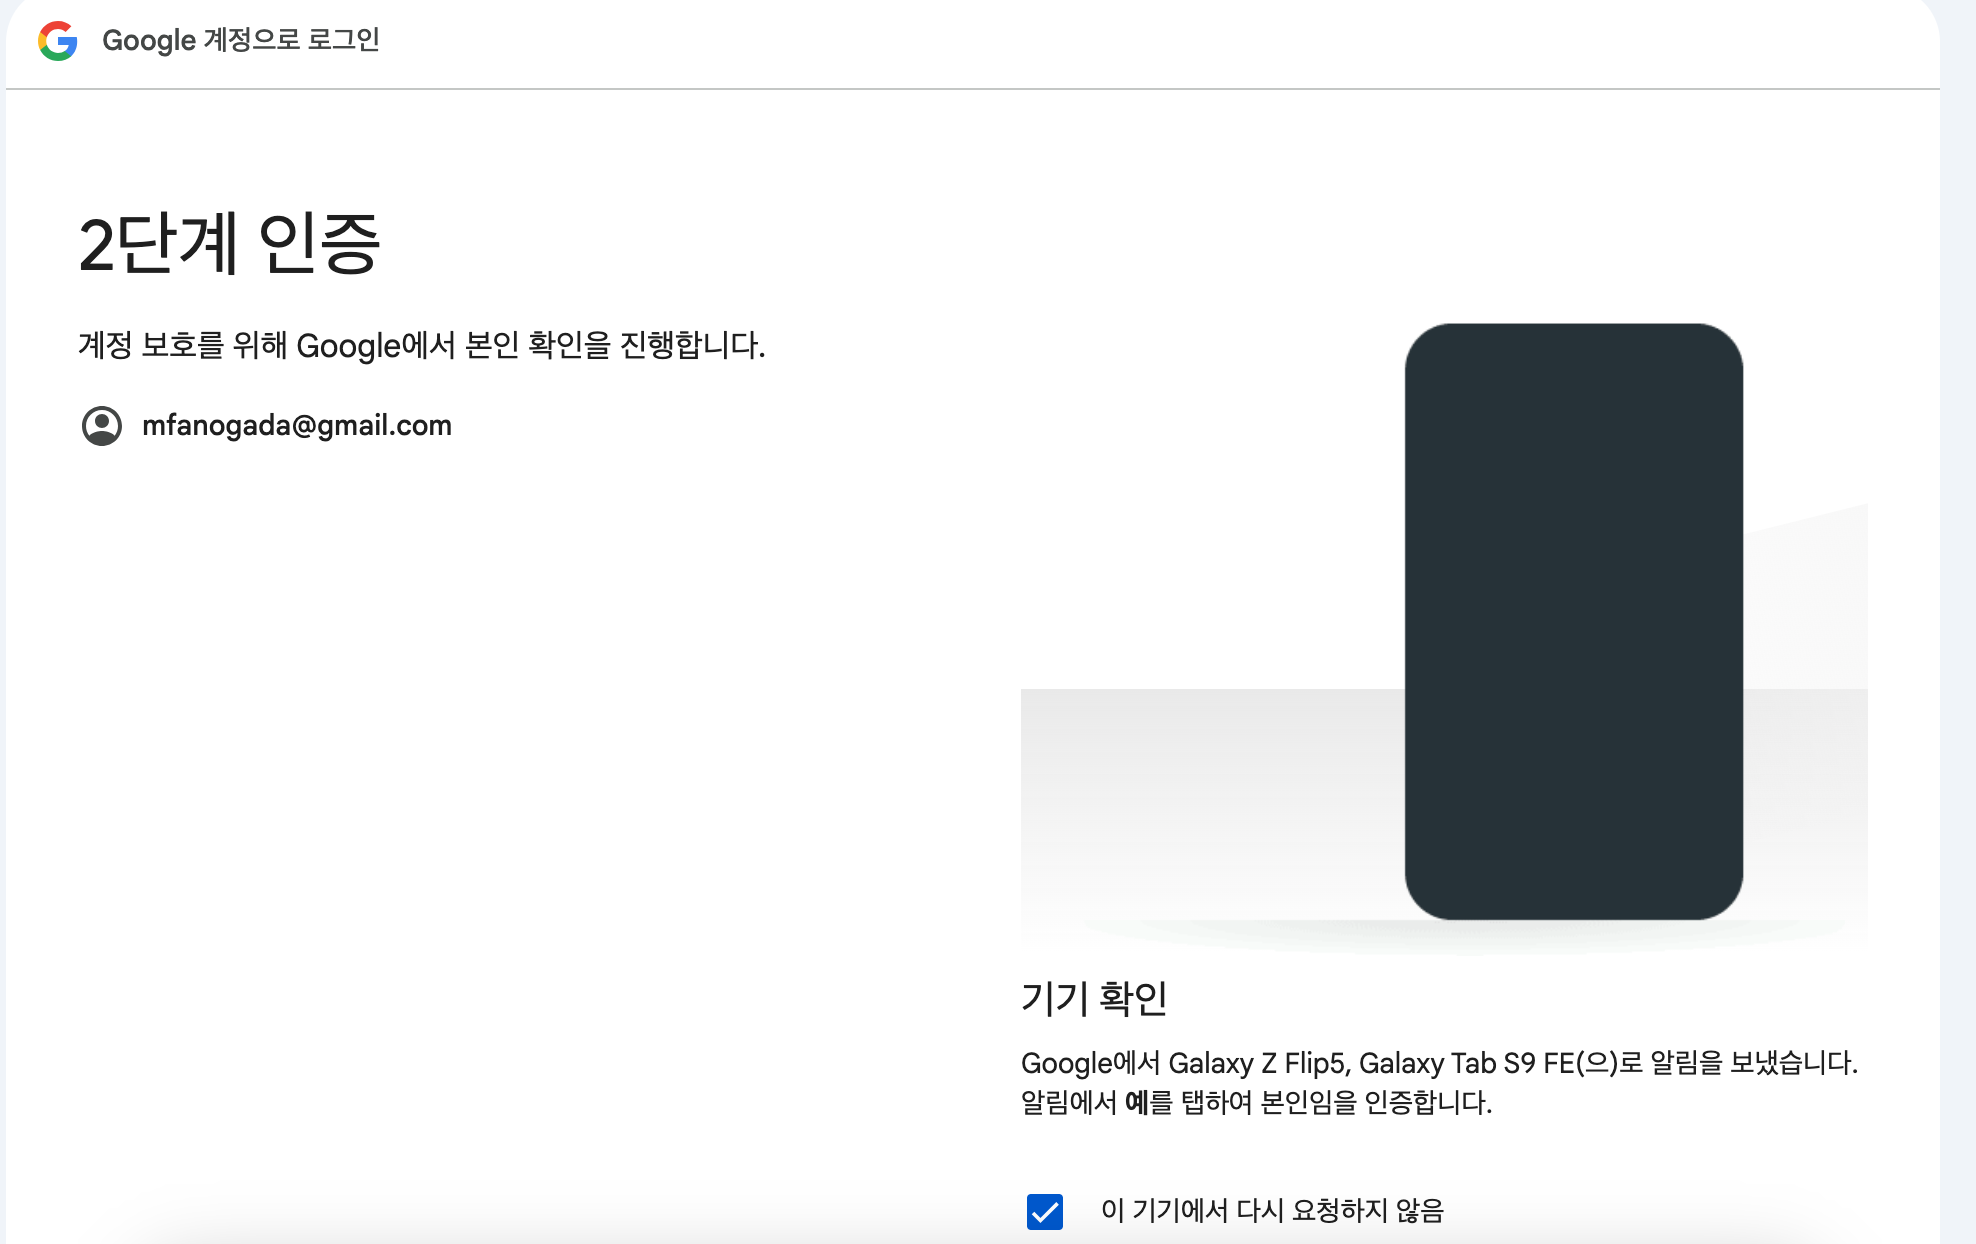 Google 계정으로 로그인
2단계 인증
계정 보호를 위해 Google에서 본인 확인을 진행합니다.
mfanogada@gmail.com
기기 확인
Google에서 Galaxy Z Flip5, Galaxy Tab S9 FE(으)로 알림을 보냈습니다.
알림에서 예를 탭하여 본인임을 인증합니다.
이 기기에서 다시 요청하지 않음